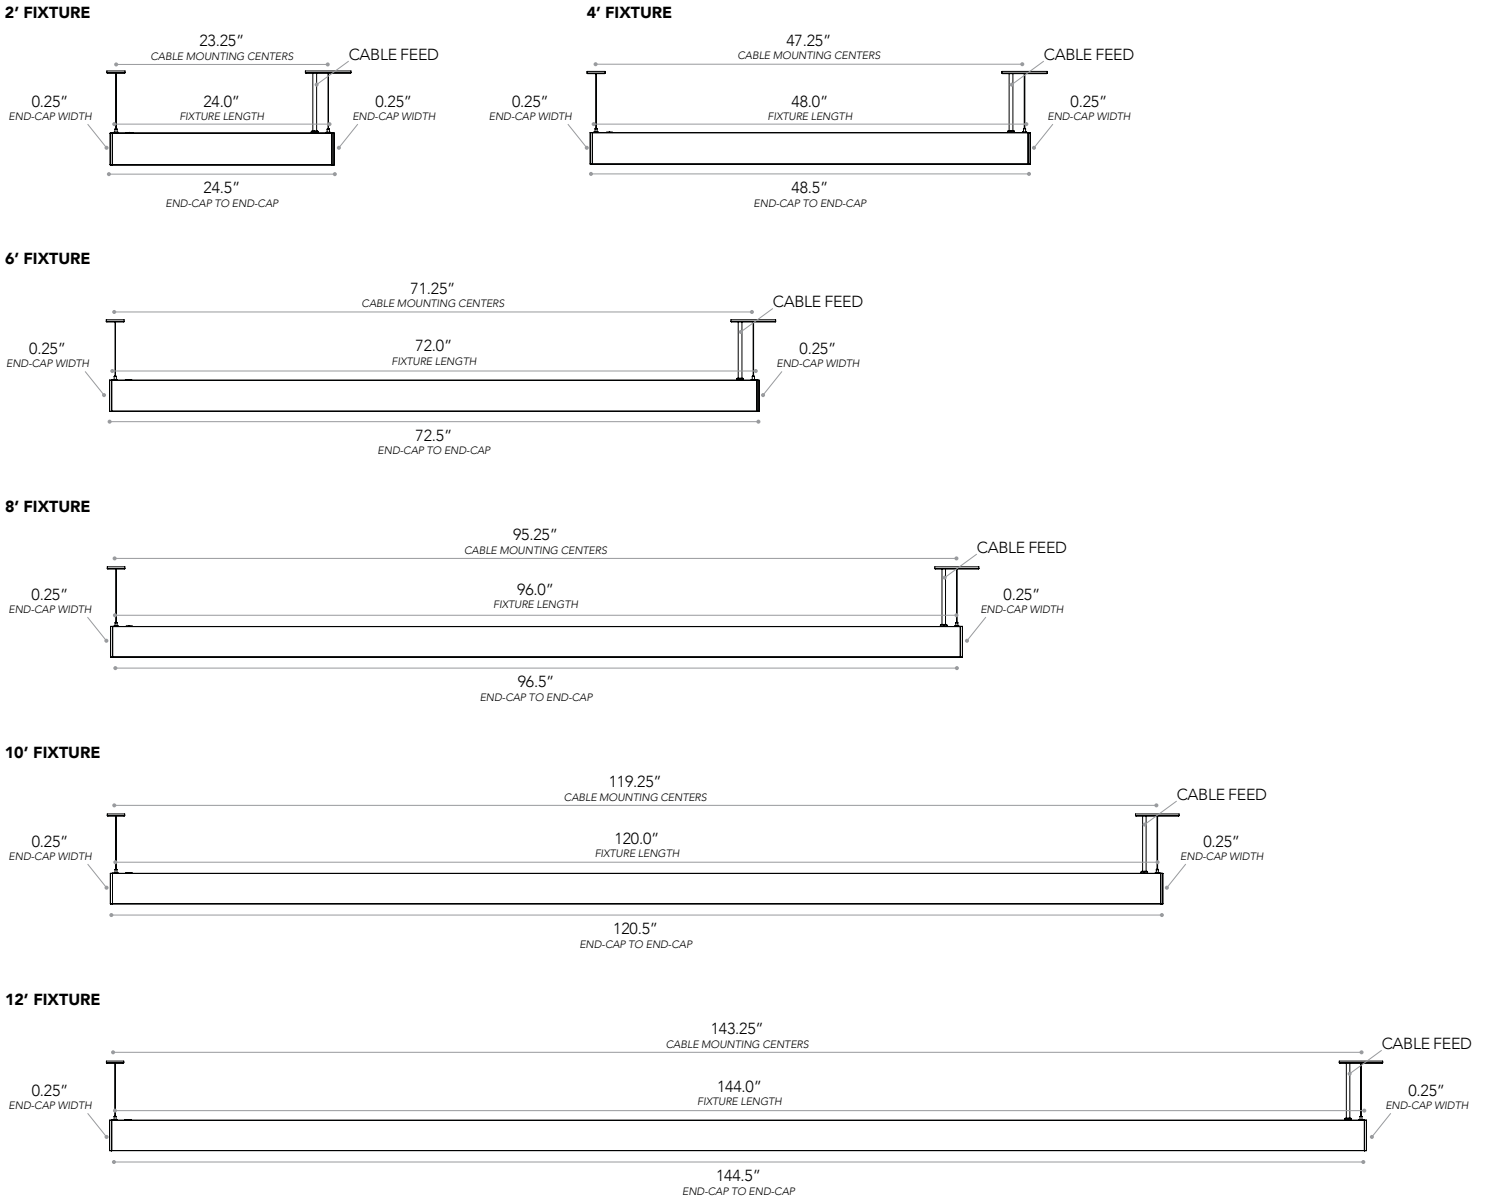 2’ FIXTURE
23.25”
CABLE MOUNTING CENTERS
CABLE FEED
0.25”
END-CAP WIDTH
24.0”
FIXTURE LENGTH
0.25”
END-CAP WIDTH
24.5”
END-CAP TO END-CAP
4’ FIXTURE
47.25”
CABLE MOUNTING CENTERS
CABLE FEED
0.25”
END-CAP WIDTH
48.0”
FIXTURE LENGTH
0.25”
END-CAP WIDTH
48.5”
END-CAP TO END-CAP
6’ FIXTURE
71.25”
CABLE MOUNTING CENTERS
CABLE FEED
0.25”
END-CAP WIDTH
72.0”
FIXTURE LENGTH
0.25”
END-CAP WIDTH
72.5”
END-CAP TO END-CAP
8’ FIXTURE
95.25”
CABLE MOUNTING CENTERS
CABLE FEED
0.25”
END-CAP WIDTH
96.0”
FIXTURE LENGTH
0.25”
END-CAP WIDTH
96.5”
END-CAP TO END-CAP
10’ FIXTURE
119.25”
CABLE MOUNTING CENTERS
CABLE FEED
0.25”
END-CAP WIDTH
120.0”
FIXTURE LENGTH
0.25”
END-CAP WIDTH
120.5”
END-CAP TO END-CAP
12’ FIXTURE
143.25”
CABLE MOUNTING CENTERS
CABLE FEED
0.25”
END-CAP WIDTH
144.0”
FIXTURE LENGTH
0.25”
END-CAP WIDTH
144.5”
END-CAP TO END-CAP